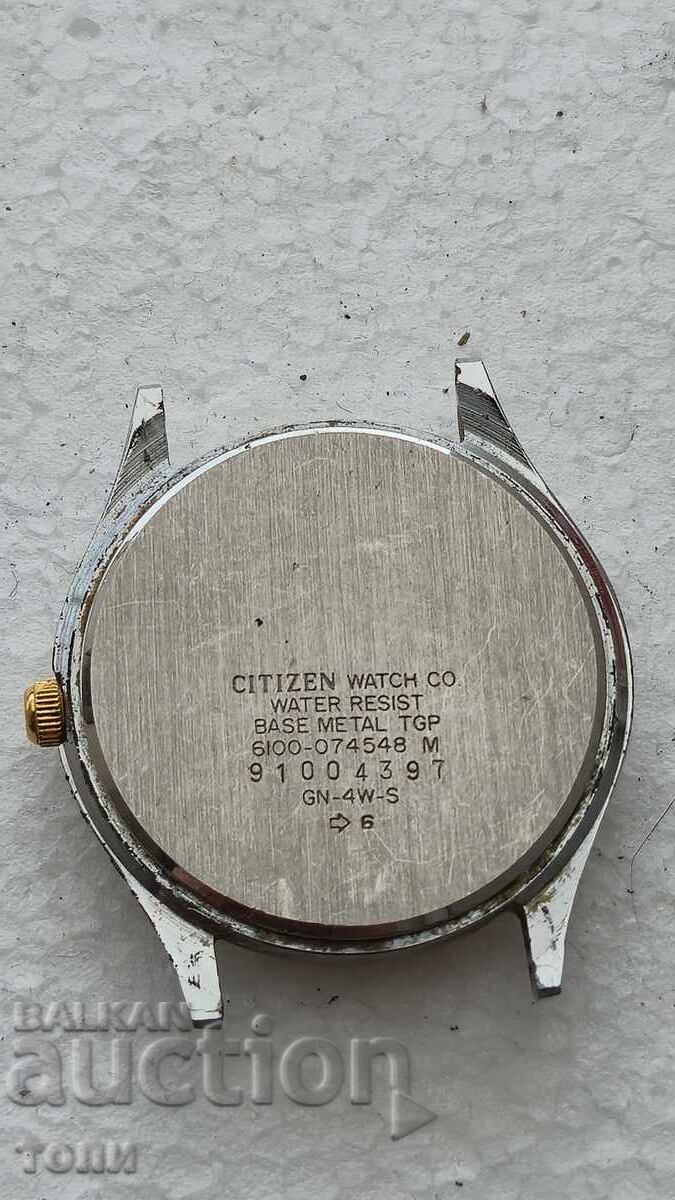 CITIZEN WATCH CO.
WATER RESIST
BASE METAL TGP
6100-074548 M
91004397
GN-4W-S
⇨6
BALKAN
auction
топи